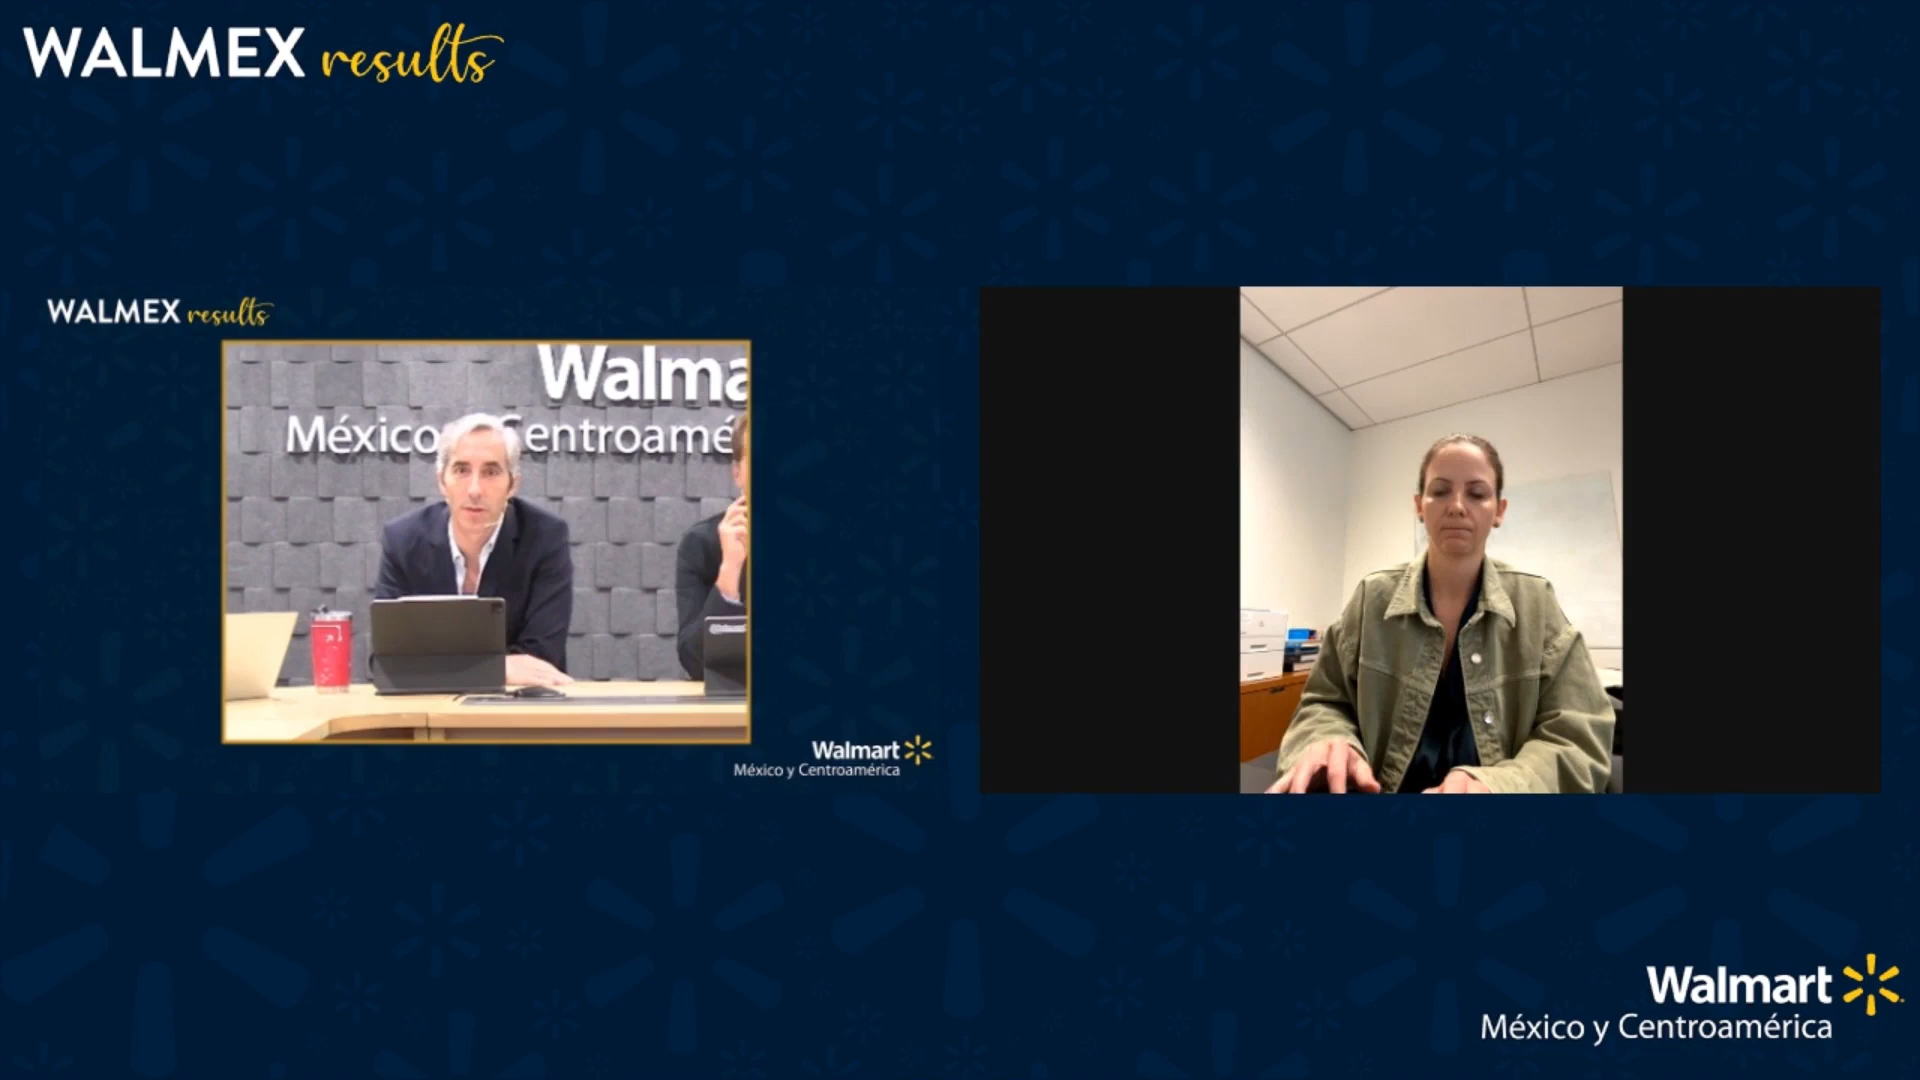 WALMEX results
WALMEX results
Walma
México Centroamé
Walmart
México y Centroamérica
Walmart
México y Centroamérica